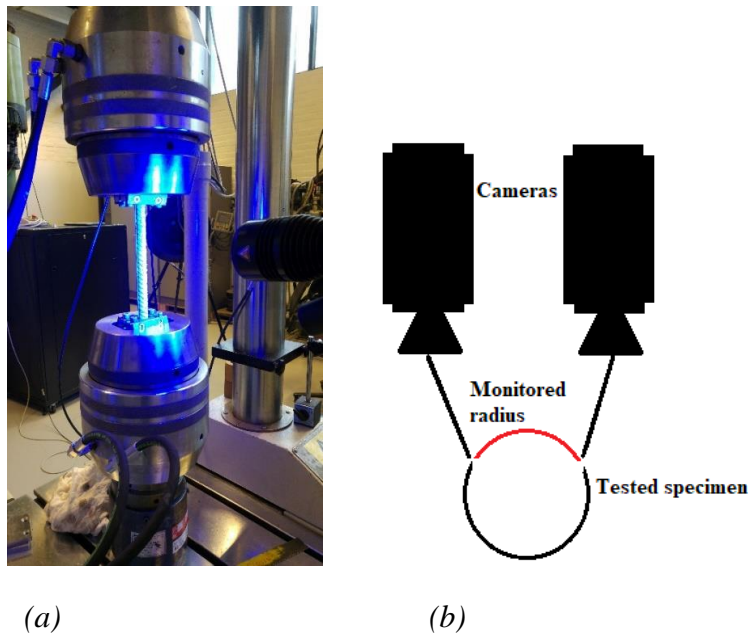 Cameras
Monitored
radius
Tested specimen
(a)
(b)